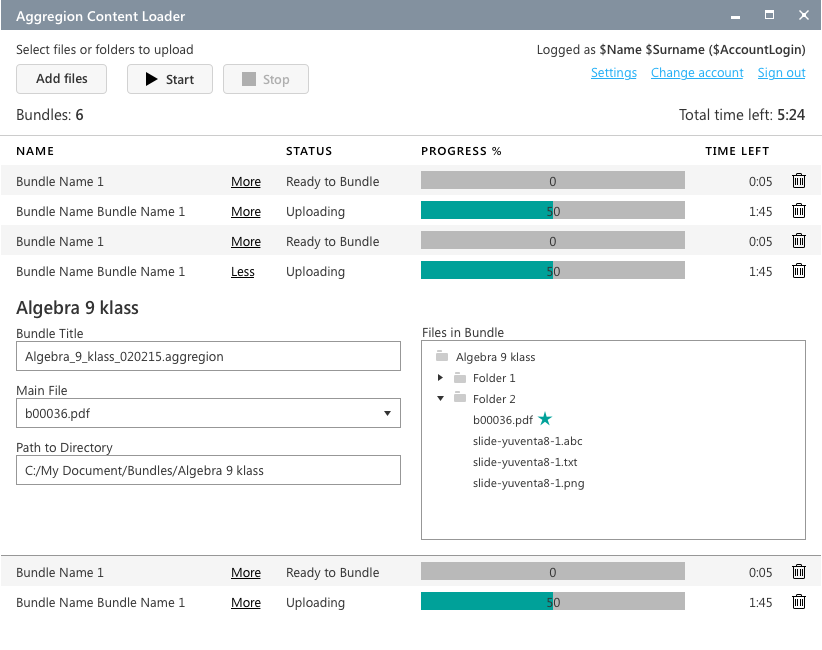 Aggregion Content Loader
Select files or folders to upload
Logged as $Name $Surname ($AccountLogin)
Add files Start Stop
Settings Change account Sign out
Bundles: 6
Total time left: 5:24
NAME STATUS PROGRESS % TIME LEFT
Bundle Name 1 More Ready to Bundle 0 0:05
Bundle Name Bundle Name 1 More Uploading 50 1:45
Bundle Name 1 More Ready to Bundle 0 0:05
Bundle Name Bundle Name 1 Less Uploading 50 1:45
Algebra 9 klass
Bundle Title
Algebra_9_klass_020215.aggregion
Main File
b00036.pdf
Path to Directory
C:/My Document/Bundles/Algebra 9 klass
Files in Bundle
Algebra 9 klass
Folder 1
Folder 2
b00036.pdf
slide-yuventa8-1.abc
slide-yuventa8-1.txt
slide-yuventa8-1.png
Bundle Name 1 More Ready to Bundle 0 0:05
Bundle Name Bundle Name 1 More Uploading 50 1:45